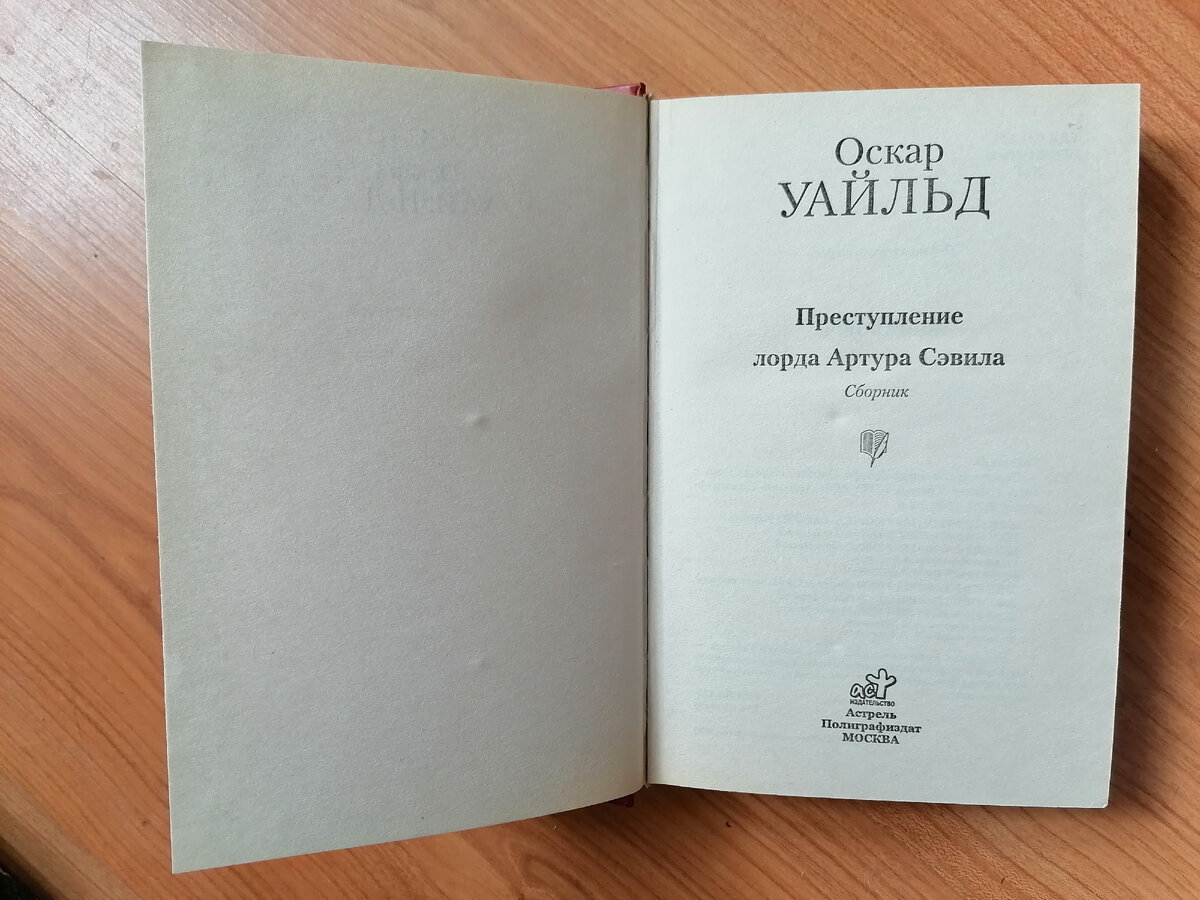 Оскар
УАЙЛЬД
Преступление
лорда Артура Сэвила
Сборник
аст
ИЗДАТЕЛЬСТВО
Астрель
Полиграфиздат
МОСКВА